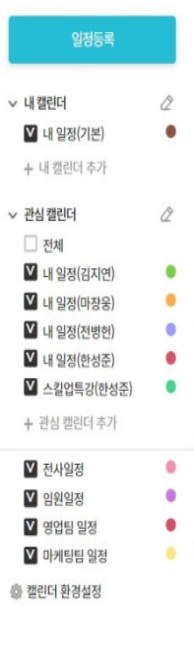 일정등록
내 캘린더
내 일정(기본)
+ 내 캘린더 추가
관심 캘린더
전체
내 일정(김지연)
내 일정(마장웅)
내 일정(전병헌)
내 일정(한성준)
스킬업특강(한성준)
+ 관심 캘린더 추가
전사일정
임원일정
영업팀 일정
마케팅팀 일정
캘린더 환경설정